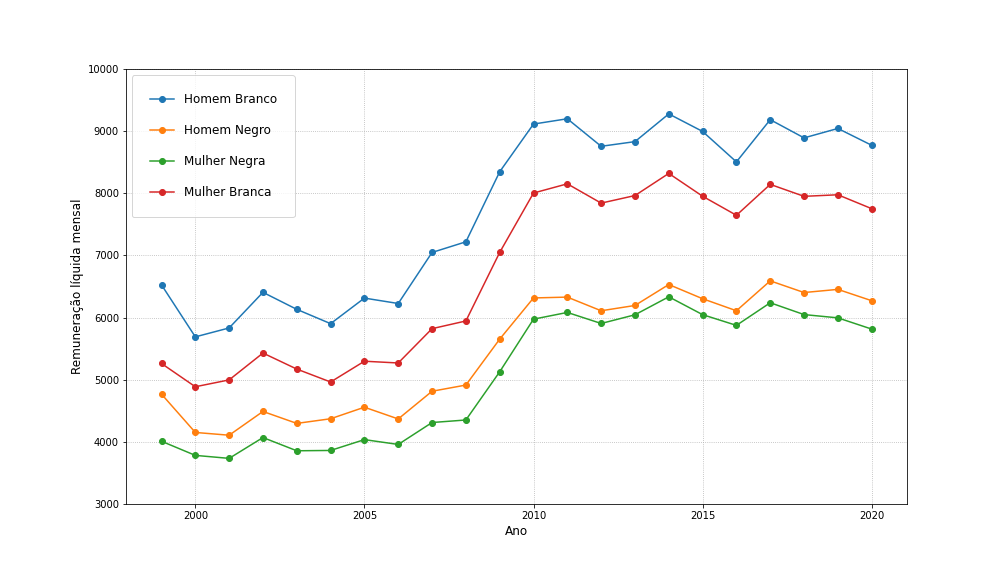 10000
9000
8000
7000
6000
5000
4000
3000
Remuneração líquida mensal
Homem Branco
Homem Negro
Mulher Negra
Mulher Branca
2000
2005
2010
2015
2020
Ano